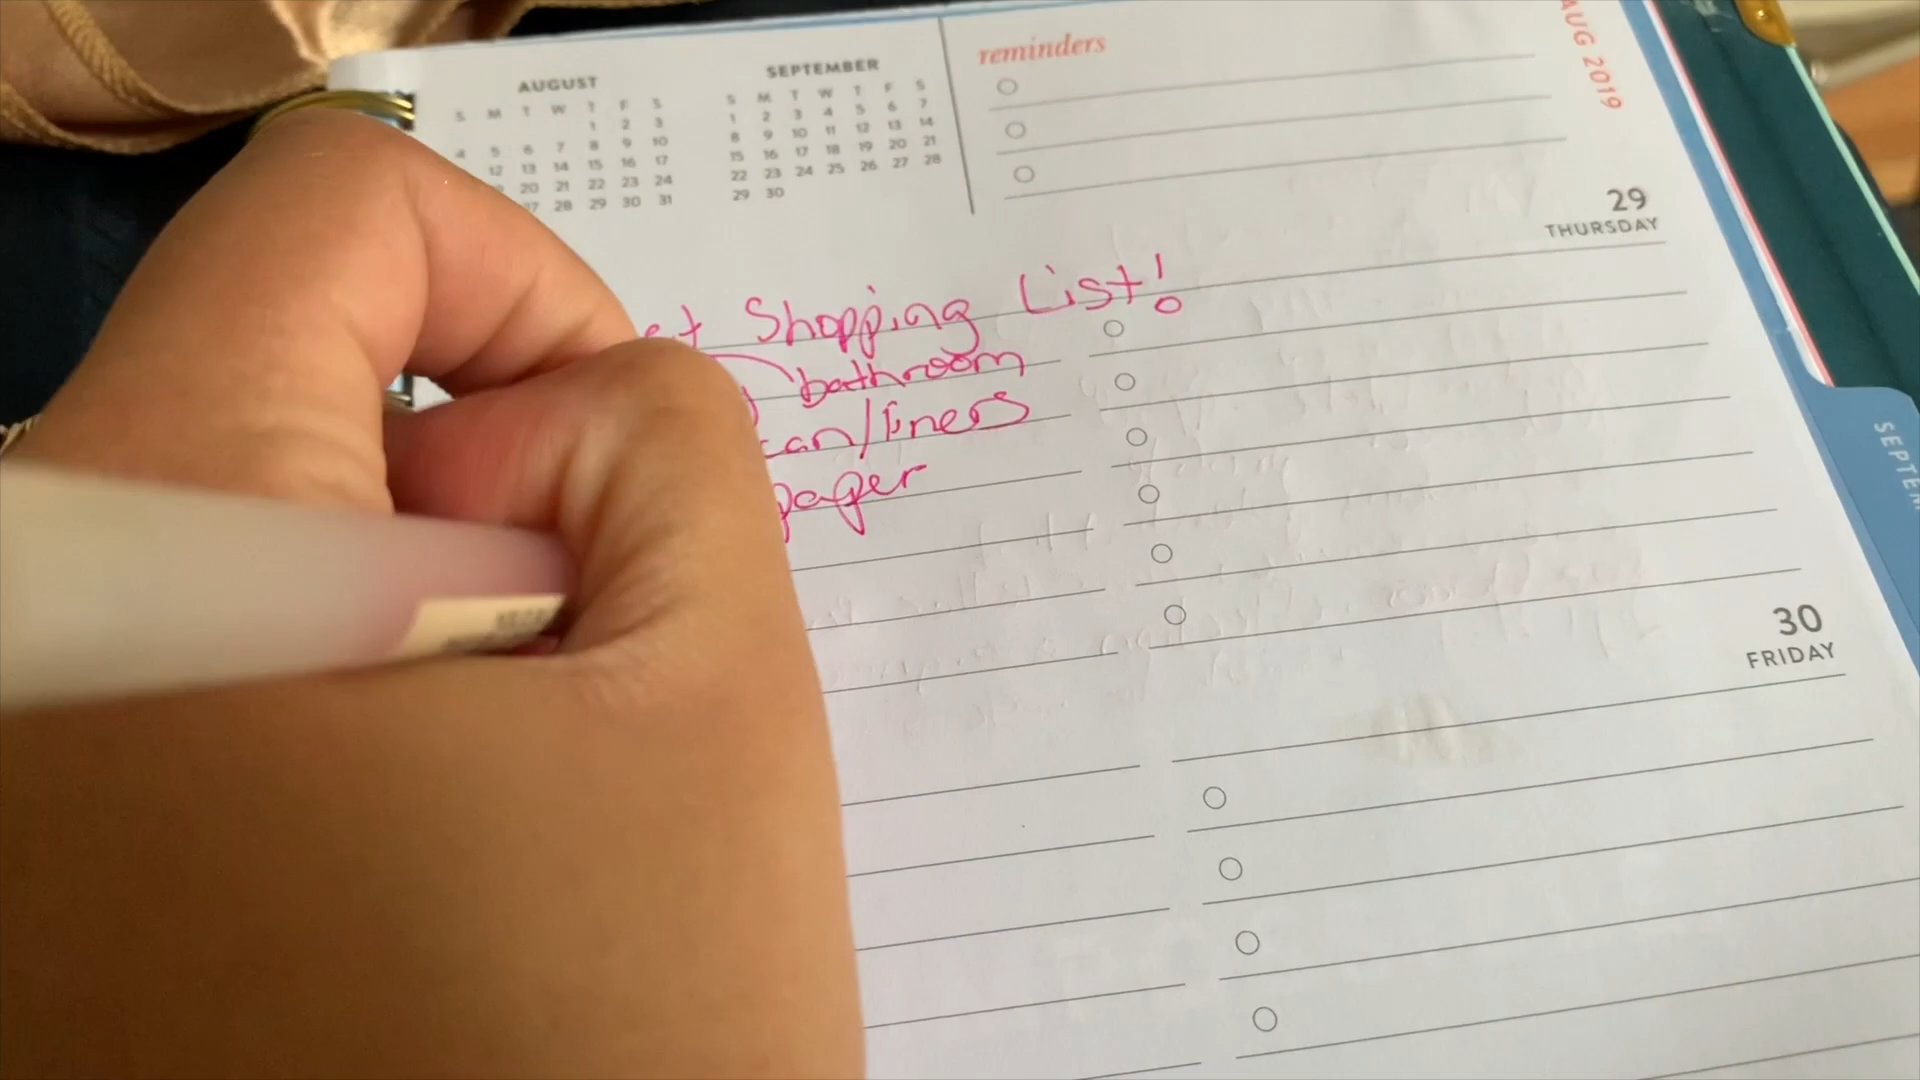 AUGUST
S M T W T F S
1 2 3
4 5 6 7 8 9 10
12 13 14 15 16 17
20 21 22 23 24
27 28 29 30 31
SEPTEMBER
S M T W T F S
1 2 3 4 5 6 7
8 9 10 11 12 13 14
15 16 17 18 19 20 21
22 23 24 25 26 27 28
29 30
reminders
AUG 2019
29
THURSDAY
Shopping List!
bathroom
can/liners
paper
30
FRIDAY